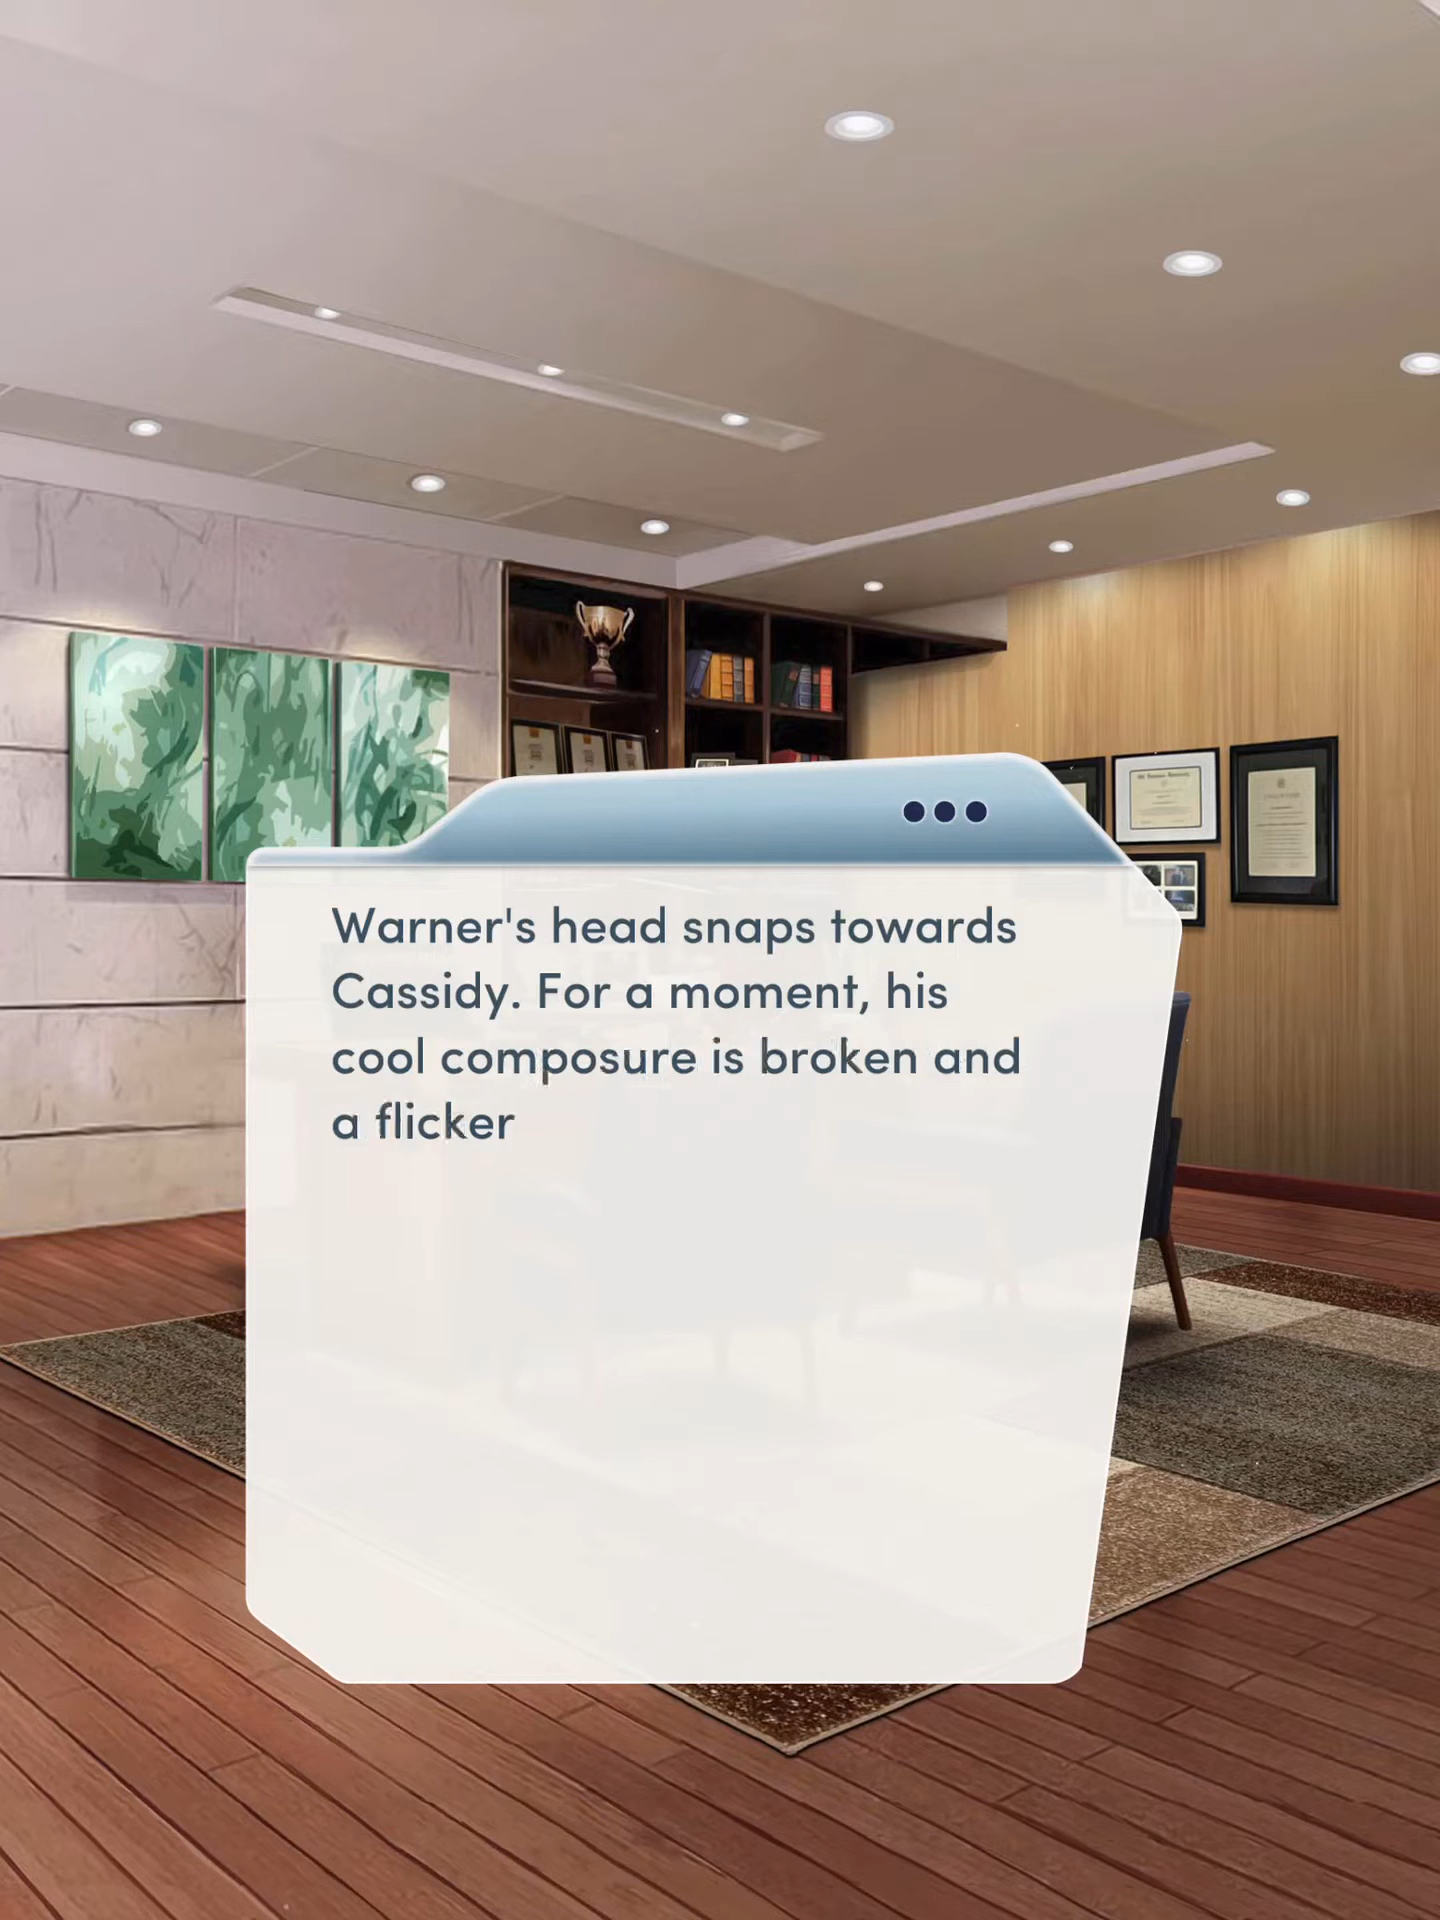 Warner's head snaps towards
Cassidy. For a moment, his
cool composure is broken and
a flicker